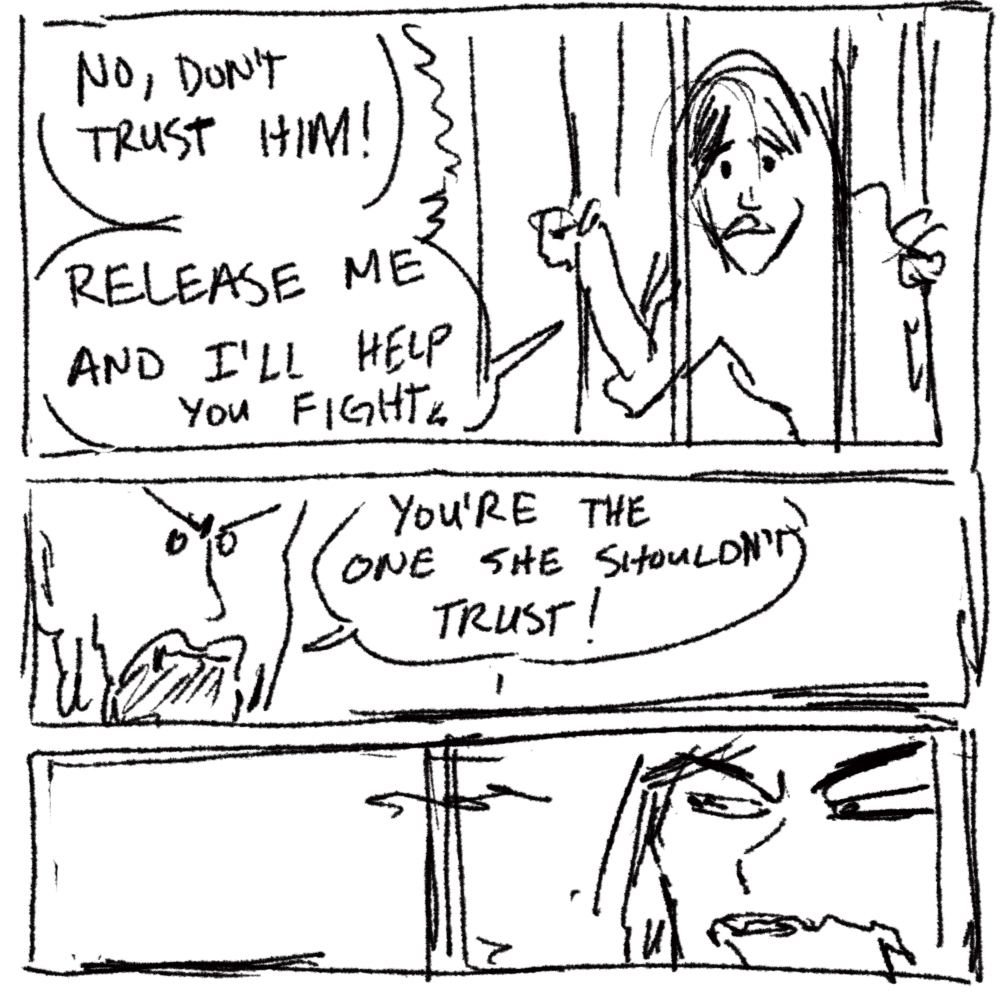 NO, DON'T
TRUST HIM!
RELEASE ME
AND I'LL HELP
YOU FIGHT
YOU'RE THE
ONE SHE SHOULDN'T
TRUST!